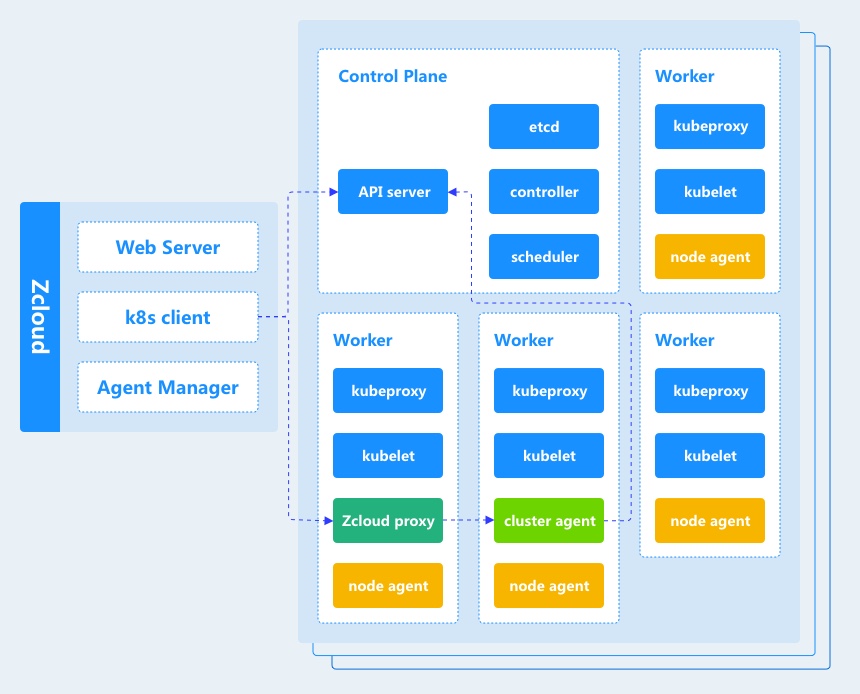 Zcloud
Web Server
k8s client
Agent Manager
Control Plane
API server
etcd
controller
scheduler
Worker
kubeproxy
kubelet
node agent
Worker
kubeproxy
kubelet
Zcloud proxy
node agent
Worker
kubeproxy
kubelet
cluster agent
node agent
Worker
kubeproxy
kubelet
node agent